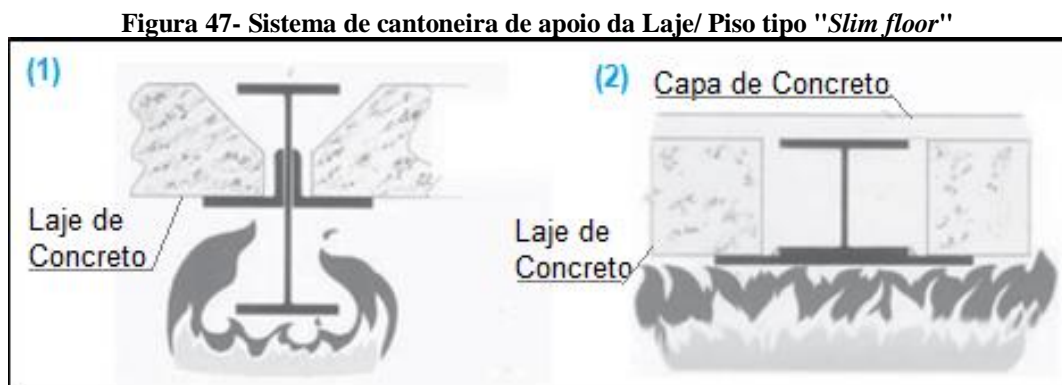 Figura 47- Sistema de cantoneira de apoio da Laje/ Piso tipo "Slim floor"
(1)
Laje de
Concreto
(2)
Capa de Concreto
Laje de
Concreto